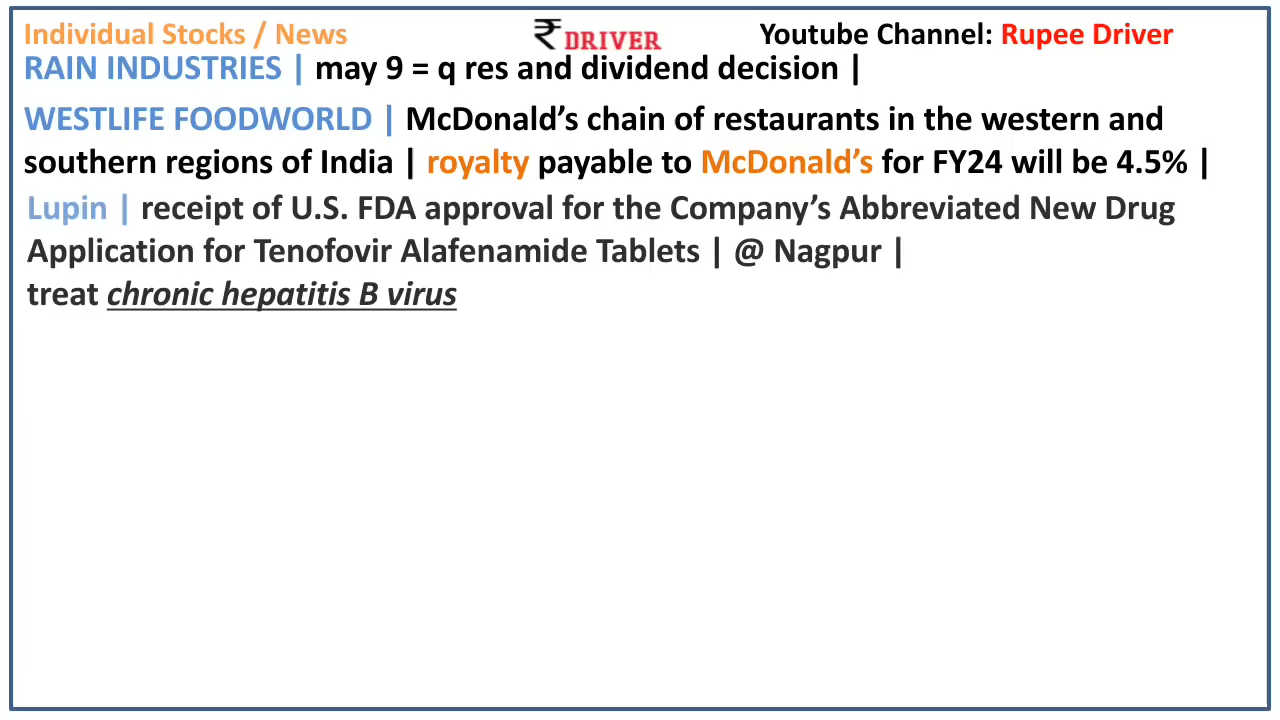 Individual Stocks / News ₹ DRIVER Youtube Channel: Rupee Driver
RAIN INDUSTRIES | may 9 = q res and dividend decision |
WESTLIFE FOODWORLD | McDonald’s chain of restaurants in the western and
southern regions of India | royalty payable to McDonald’s for FY24 will be 4.5% |
Lupin | receipt of U.S. FDA approval for the Company’s Abbreviated New Drug
Application for Tenofovir Alafenamide Tablets | @ Nagpur |
treat chronic hepatitis B virus